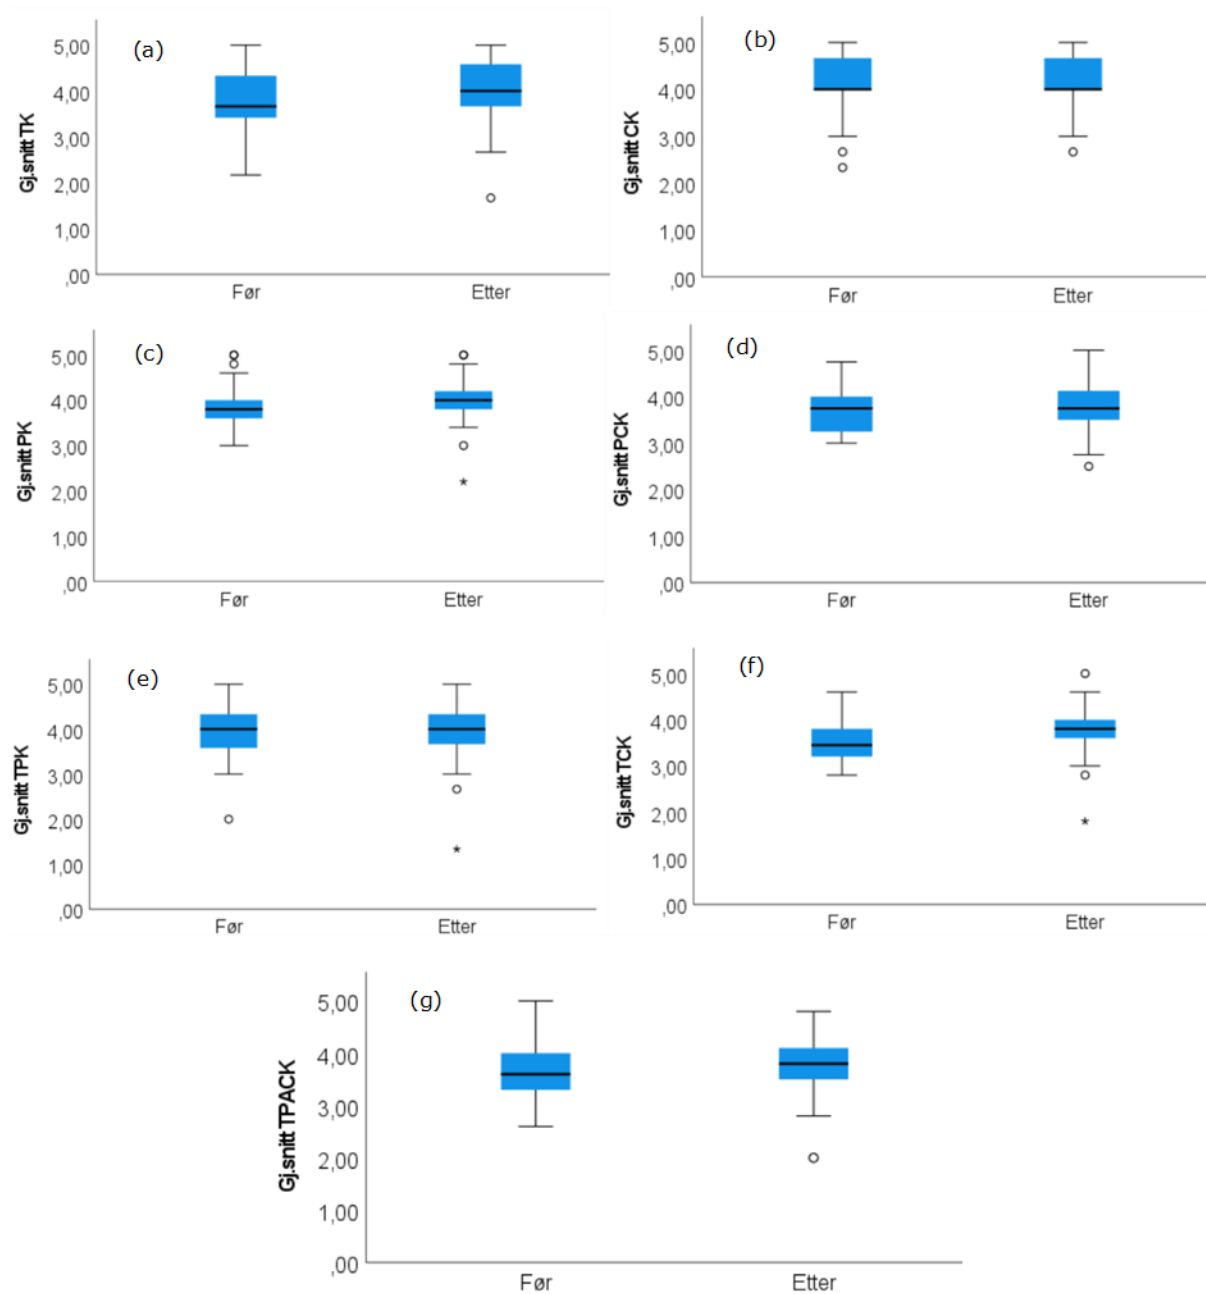 (a)
Gj.snitt TK
5,00
4,00
3,00
2,00
1,00
,00
Før Etter
(b)
Gj.snitt CK
5,00
4,00
3,00
2,00
1,00
,00
Før Etter
(c)
Gj.snitt PK
5,00
4,00
3,00
2,00
1,00
,00
Før Etter
(d)
Gj.snitt PCK
5,00
4,00
3,00
2,00
1,00
,00
Før Etter
(e)
Gj.snitt TPK
5,00
4,00
3,00
2,00
1,00
,00
Før Etter
(f)
Gj.snitt TCK
5,00
4,00
3,00
2,00
1,00
,00
Før Etter
(g)
Gj.snitt TPACK
5,00
4,00
3,00
2,00
1,00
,00
Før Etter